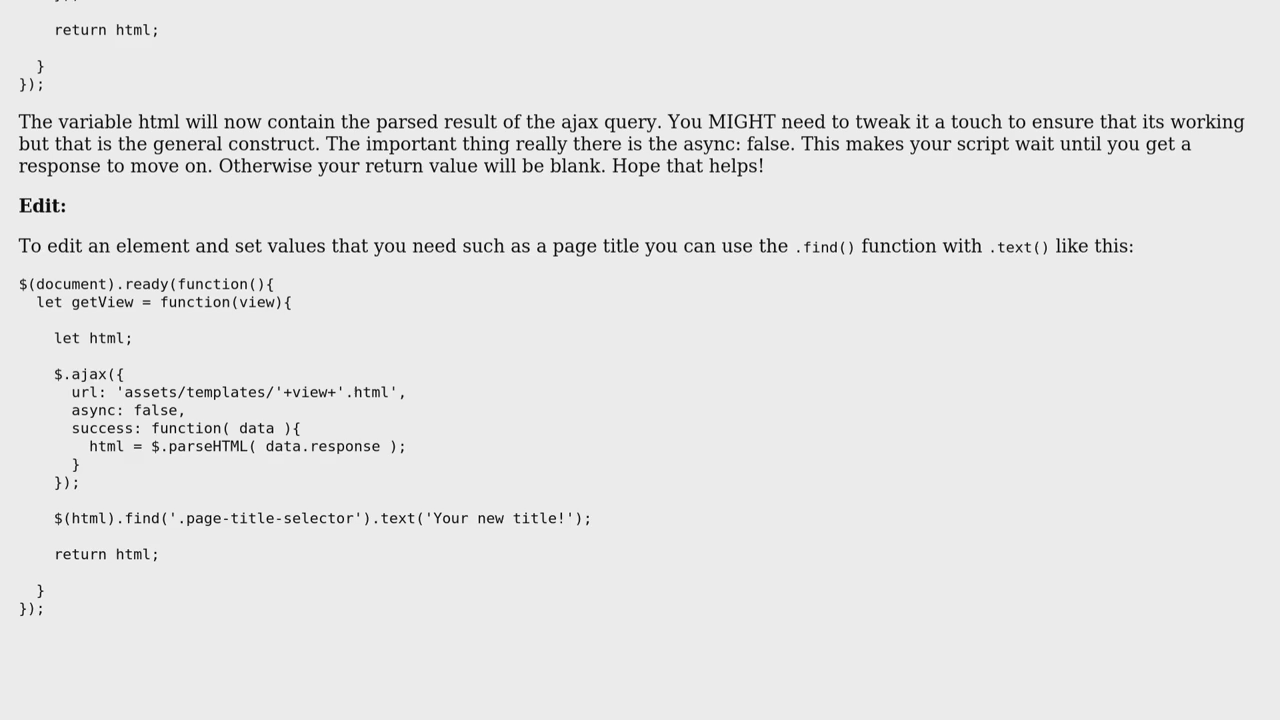 return html;
}
});
The variable html will now contain the parsed result of the ajax query. You MIGHT need to tweak it a touch to ensure that its working
but that is the general construct. The important thing really there is the async: false. This makes your script wait until you get a
response to move on. Otherwise your return value will be blank. Hope that helps!
Edit:
To edit an element and set values that you need such as a page title you can use the .find() function with .text() like this:
$(document).ready(function(){
let getView = function(view){
let html;
$.ajax({
url: 'assets/templates/'+view+'.html',
async: false,
success: function( data ){
html = $.parseHTML( data.response );
}
});
$(html).find('.page-title-selector').text('Your new title!');
return html;
}
});